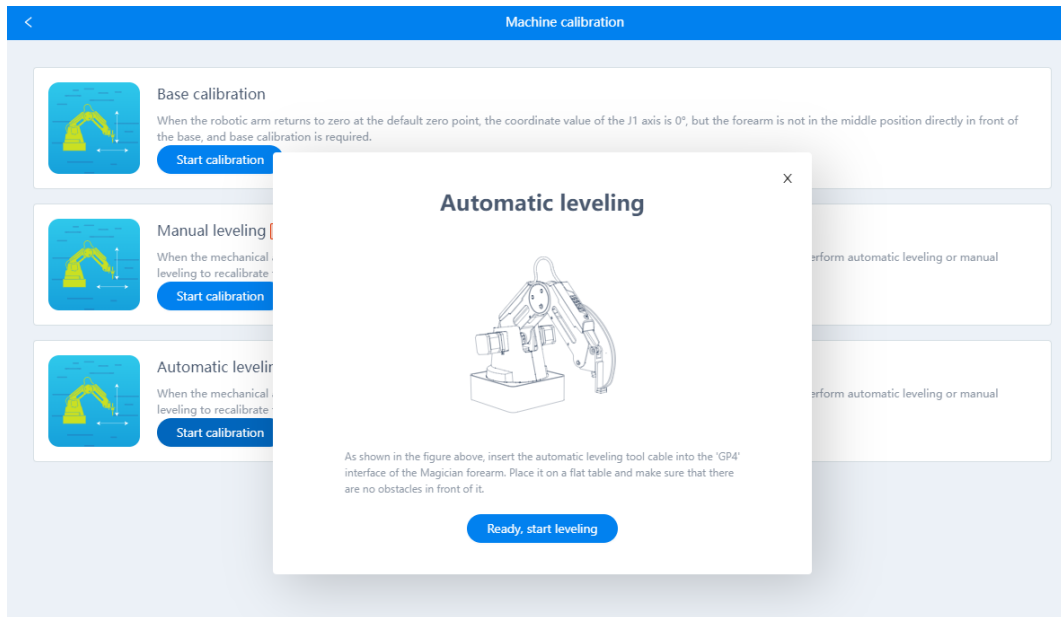 Machine calibration
Base calibration
When the robotic arm returns to zero at the default zero point, the coordinate value of the J1 axis is 0°, but the forearm is not in the middle position directly in front of
the base, and base calibration is required.
Start calibration
X
Automatic leveling
Manual leveling
When the mechanical
erform automatic leveling or manual
leveling to recalibrate
Start calibration
Automatic
When the mechanical
erform automatic leveling or manual
leveling to recalibrate
Start calibration
As shown in the figure above, insert the automatic leveling tool cable into the 'GP4'
interface of the Magician forearm. Place it on a flat table and make sure that there
are no obstacles in front of it.
Ready, start leveling